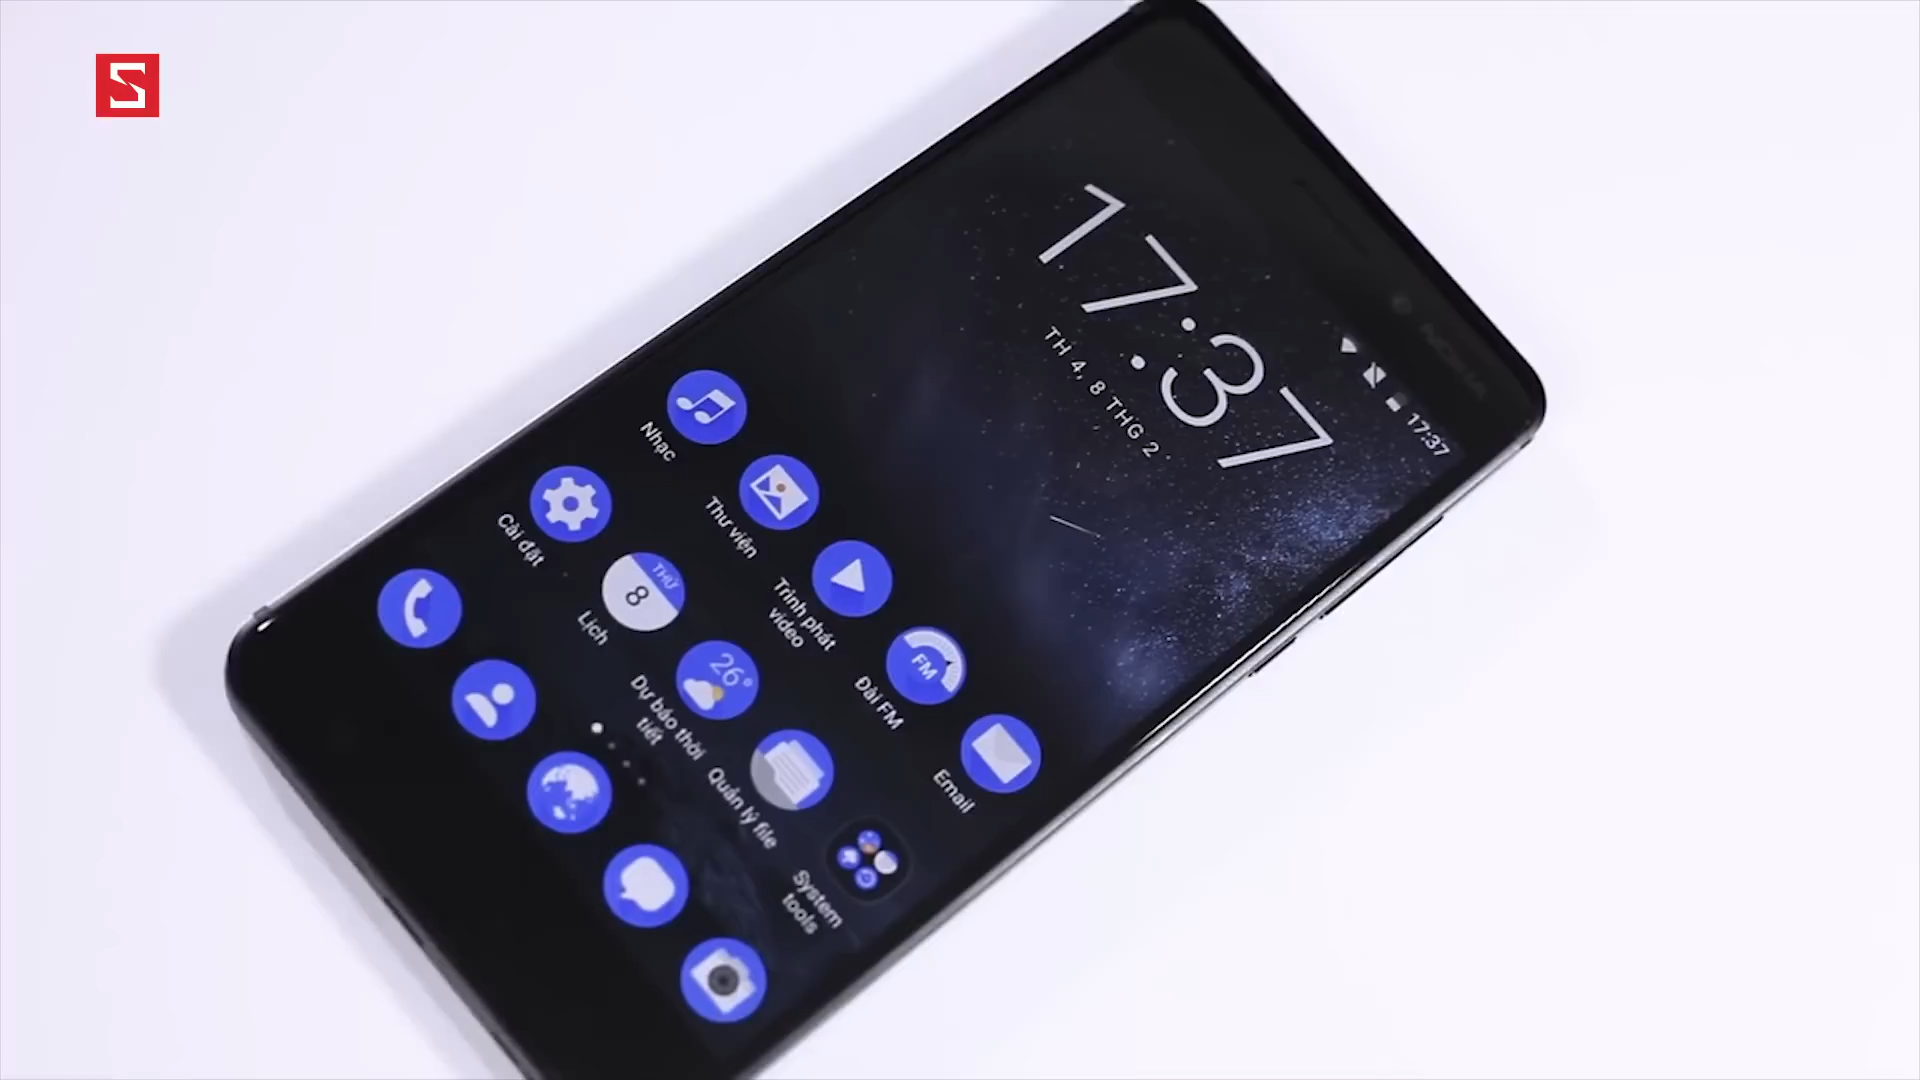 S
NOKIA
17:37
17:37
TH 4, 8 THG 2
Nhạc
Thư viện
Trình phát
video
FM
Đài FM
Email
Cài đặt
THỨ
8
Lịch
26°
Dự báo thời
tiết
Quản lý file
System
tools